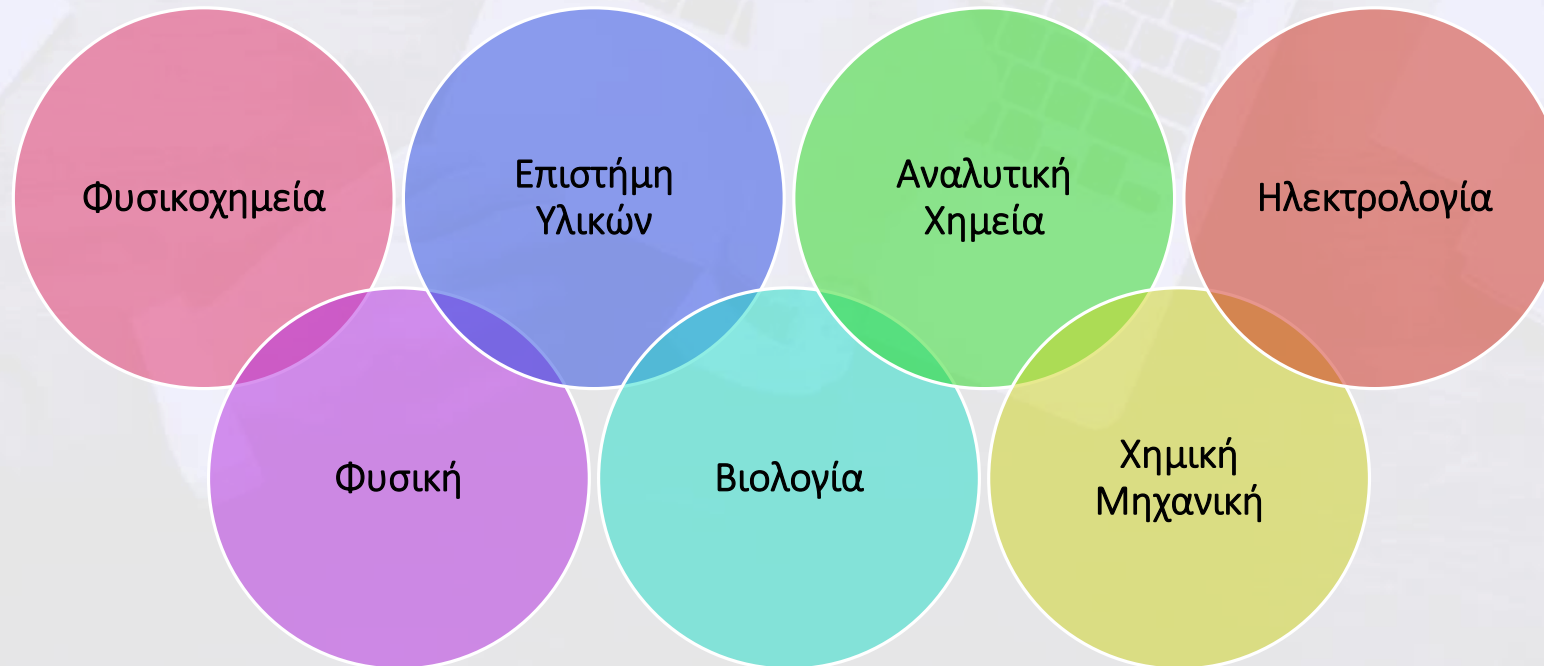 Φυσικοχημεία
Επιστήμη
Υλικών
Αναλυτική
Χημεία
Ηλεκτρολογία
Φυσική
Βιολογία
Χημική
Μηχανική